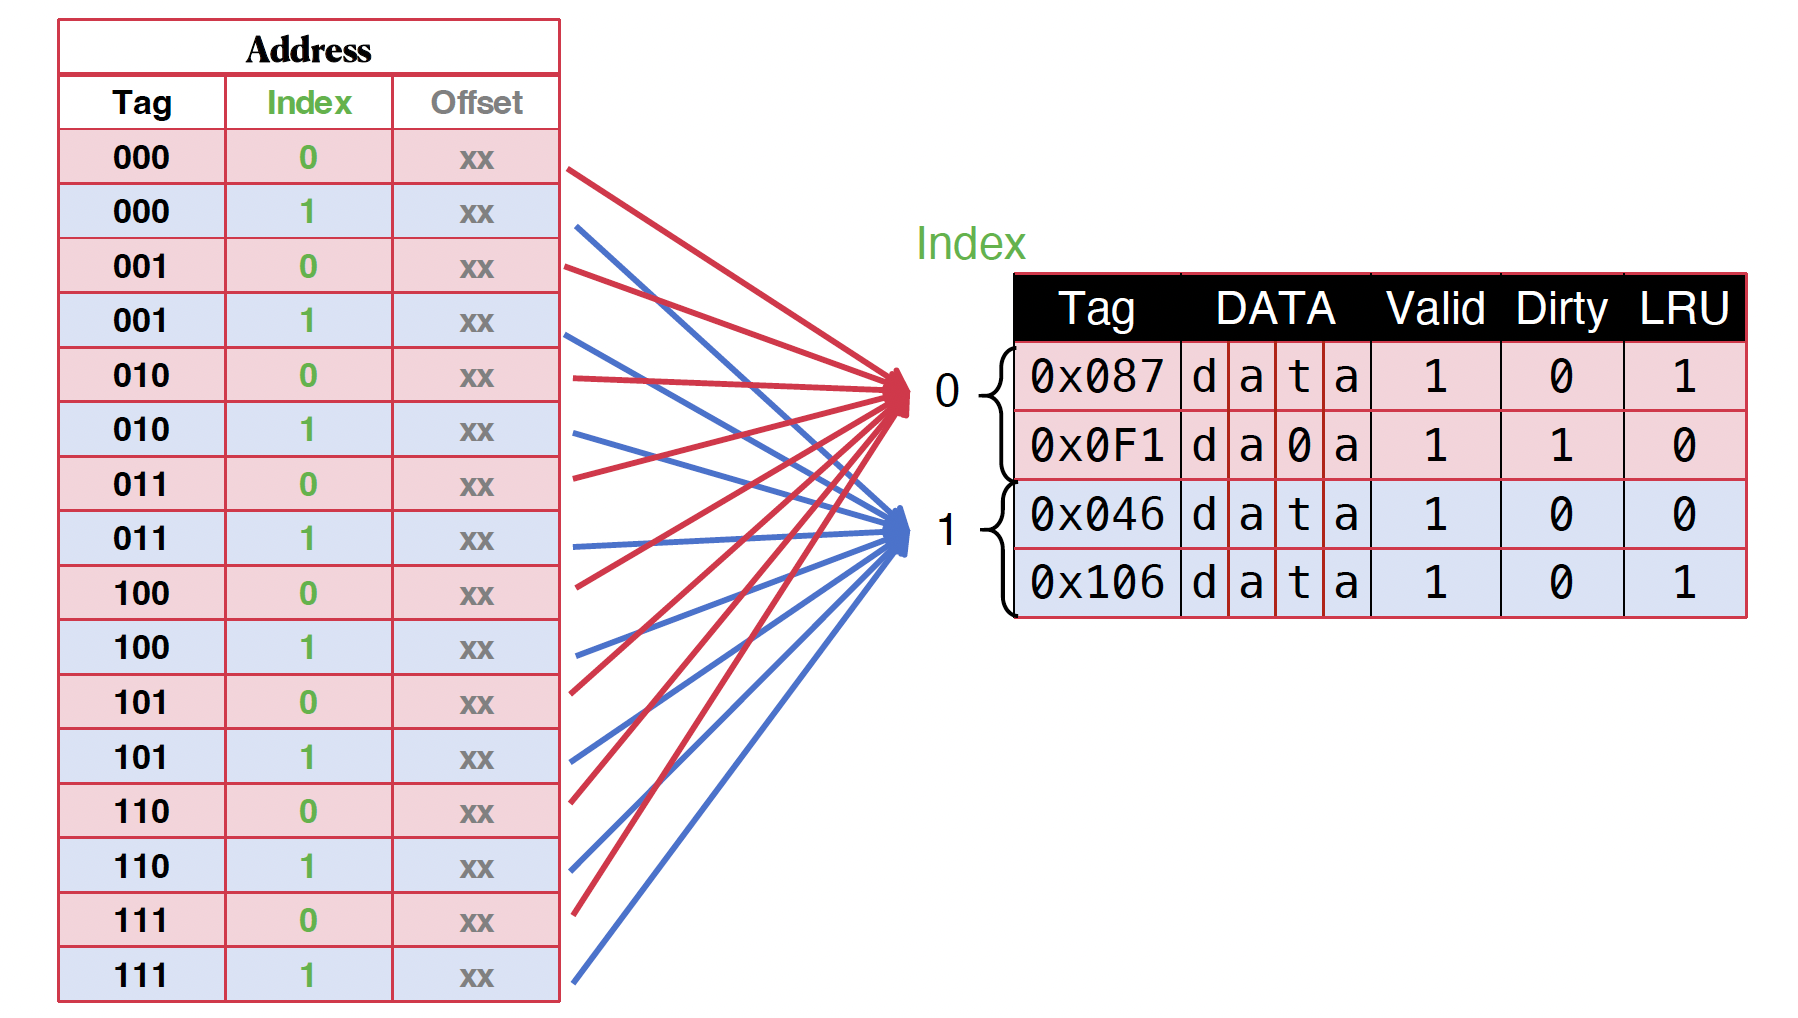 Address
Tag Index Offset
000 0 xx
000 1 xx
001 0 xx
001 1 xx
010 0 xx
010 1 xx
011 0 xx
011 1 xx
100 0 xx
100 1 xx
101 0 xx
101 1 xx
110 0 xx
110 1 xx
111 0 xx
111 1 xx
Index
Tag DATA Valid Dirty LRU
0
0x087 d a t a 1 0 1
0x0F1 d a 0 a 1 1 0
1
0x046 d a t a 1 0 0
0x106 d a t a 1 0 1